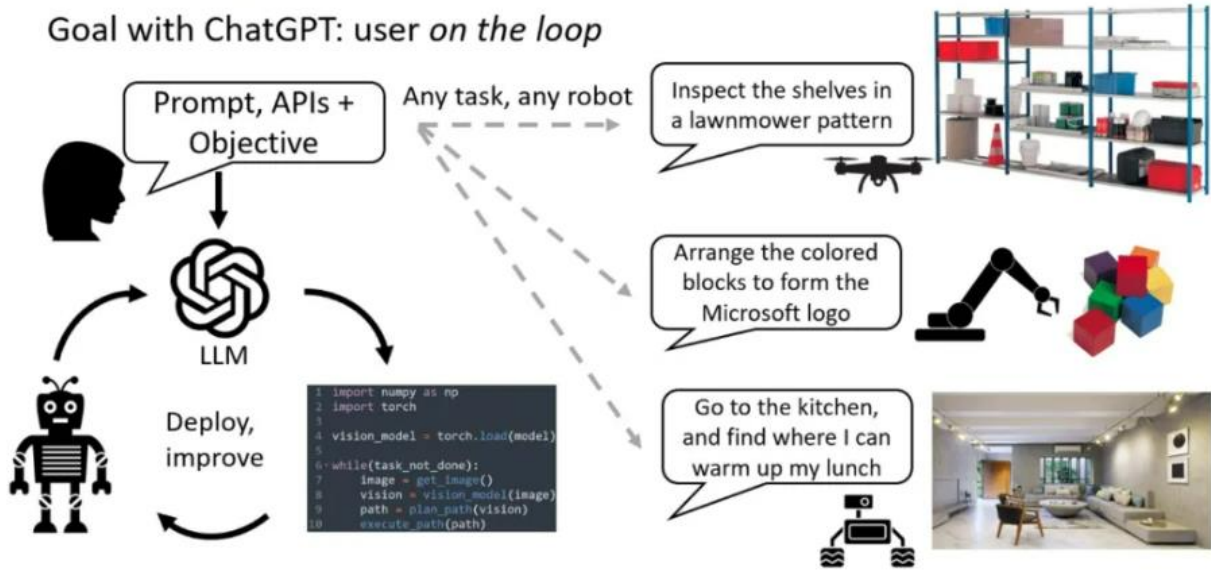 Goal with ChatGPT: user on the loop
Prompt, APIs +
Objective
Any task, any robot
LLM
Deploy,
improve
1 import numpy as np
2 import torch
3
4 vision_model = torch.load(model)
5
6 while(task_not_done):
7 image = get_image()
8 vision = vision_model(image)
9 path = plan_path(vision)
10 execute_path(path)
Inspect the shelves in
a lawnmower pattern
Arrange the colored
blocks to form the
Microsoft logo
Go to the kitchen,
and find where I can
warm up my lunch